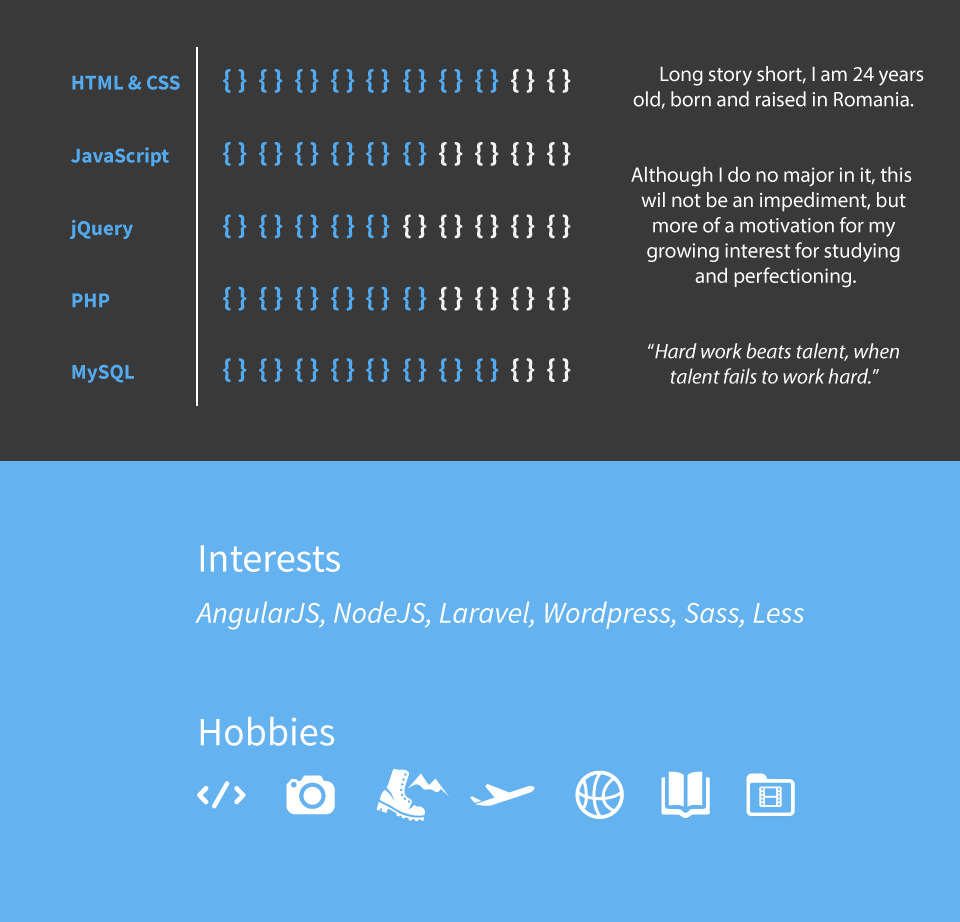 HTML & CSS { } { } { } { } { } { } { } { } { } { }
JavaScript { } { } { } { } { } { } { } { } { } { }
jQuery { } { } { } { } { } { } { } { } { } { }
PHP { } { } { } { } { } { } { } { } { } { }
MySQL { } { } { } { } { } { } { } { } { } { }
Long story short, I am 24 years
old, born and raised in Romania.
Although I do no major in it, this
wil not be an impediment, but
more of a motivation for my
growing interest for studying
and perfectioning.
“Hard work beats talent, when
talent fails to work hard.”
Interests
AngularJS, NodeJS, Laravel, Wordpress, Sass, Less
Hobbies